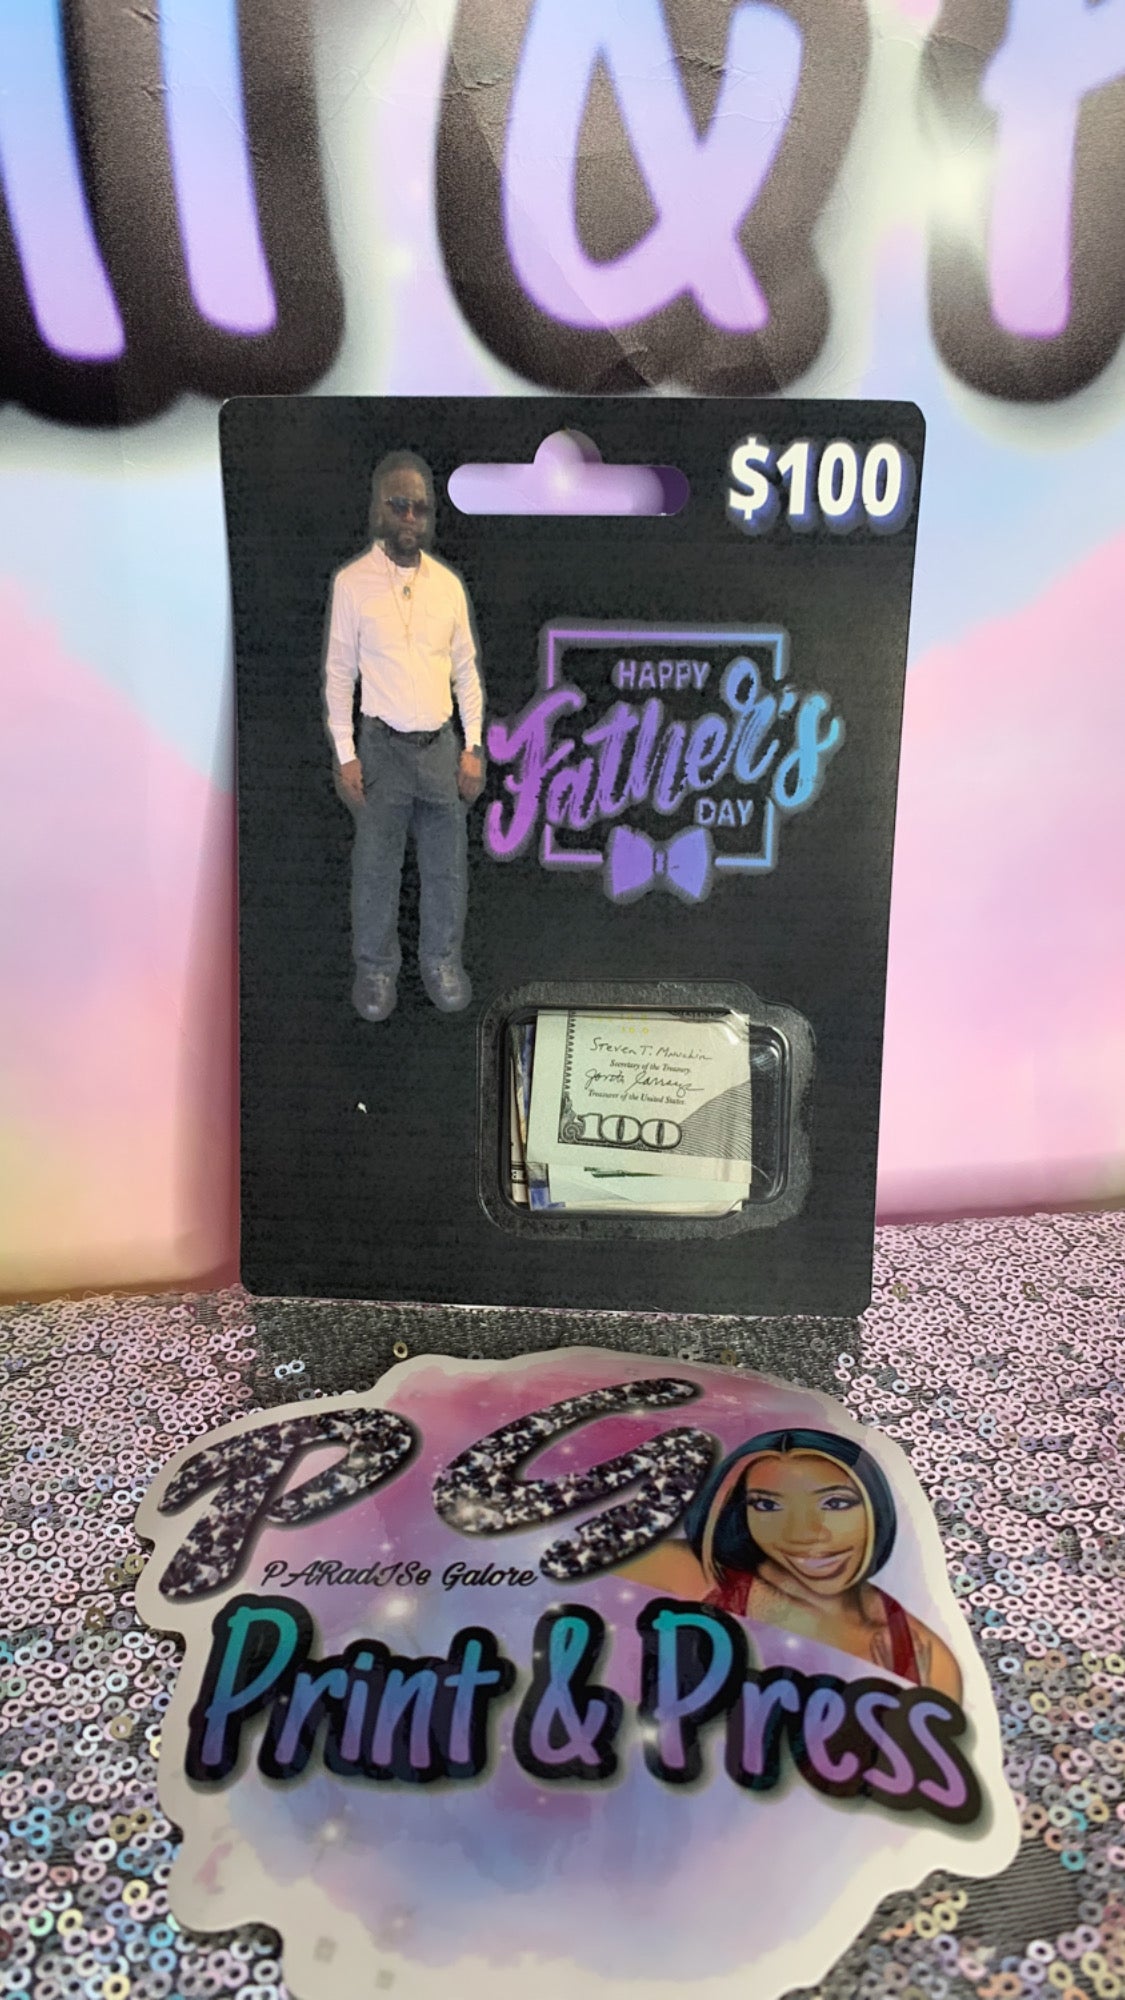 &
$100
HAPPY
Father's
DAY
Steven T. Mnuchin
Secretary of the Treasury.
Treasurer of the United States.
100
PG
PARadISe Galore
Print & Press